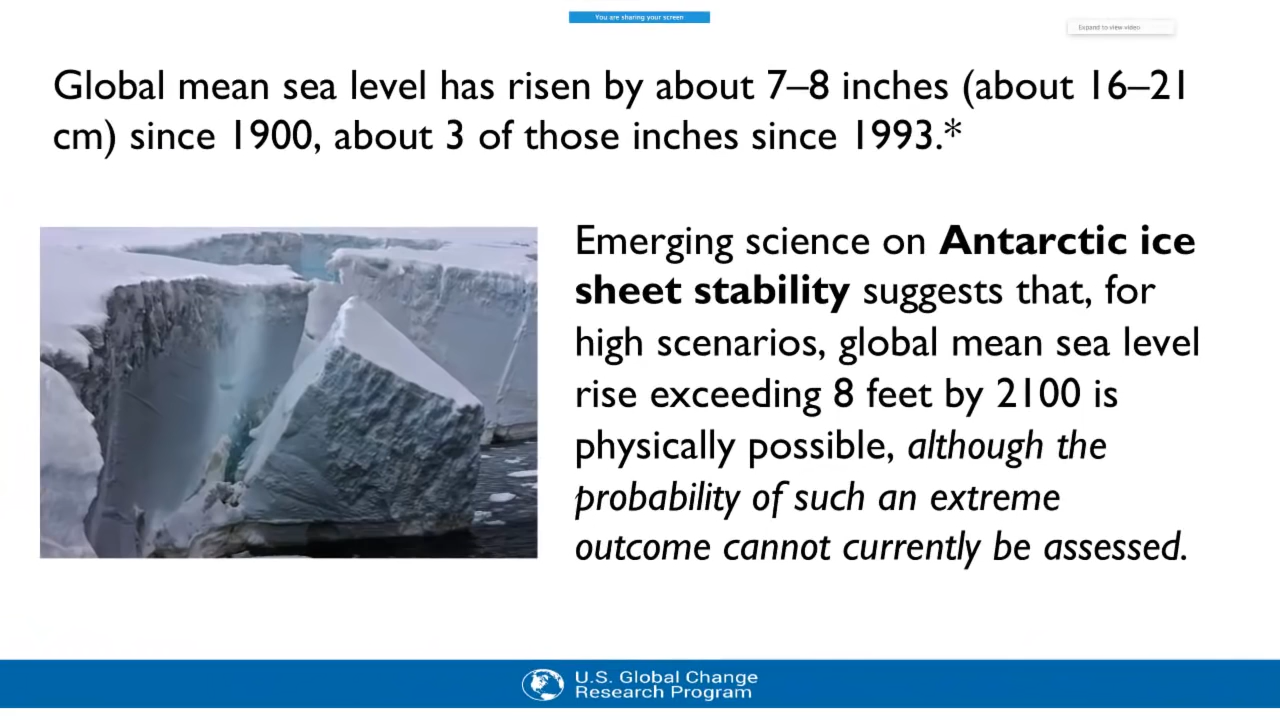 You are sharing your screen
Expand to view video
Global mean sea level has risen by about 7–8 inches (about 16–21
cm) since 1900, about 3 of those inches since 1993.*
Emerging science on Antarctic ice
sheet stability suggests that, for
high scenarios, global mean sea level
rise exceeding 8 feet by 2100 is
physically possible, although the
probability of such an extreme
outcome cannot currently be assessed.
U.S. Global Change
Research Program